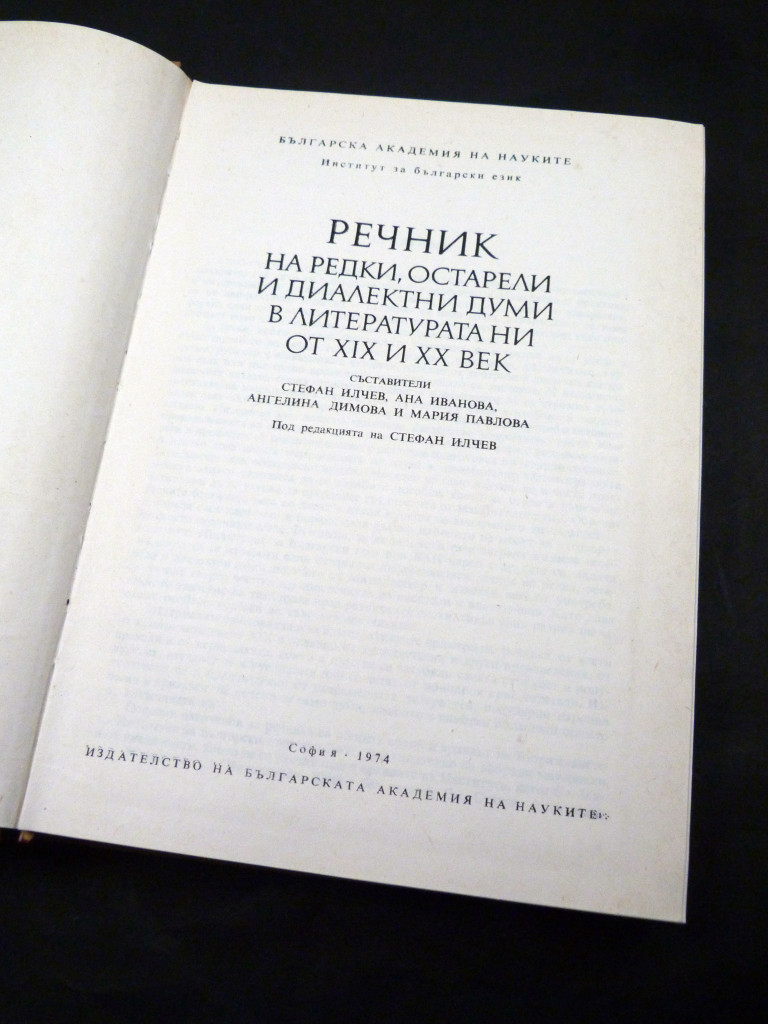 БЪЛГАРСКА АКАДЕМИЯ НА НАУКИТЕ
Институт за български език
РЕЧНИК
НА РЕДКИ, ОСТАРЕЛИ
И ДИАЛЕКТНИ ДУМИ
В ЛИТЕРАТУРАТА НИ
ОТ XIX И XX ВЕК
СЪСТАВИТЕЛИ
СТЕФАН ИЛЧЕВ, АНА ИВАНОВА,
АНГЕЛИНА ДИМОВА И МАРИЯ ПАВЛОВА
Под редакцията на СТЕФАН ИЛЧЕВ
София · 1974
ИЗДАТЕЛСТВО НА БЪЛГАРСКАТА АКАДЕМИЯ НА НАУКИТЕ